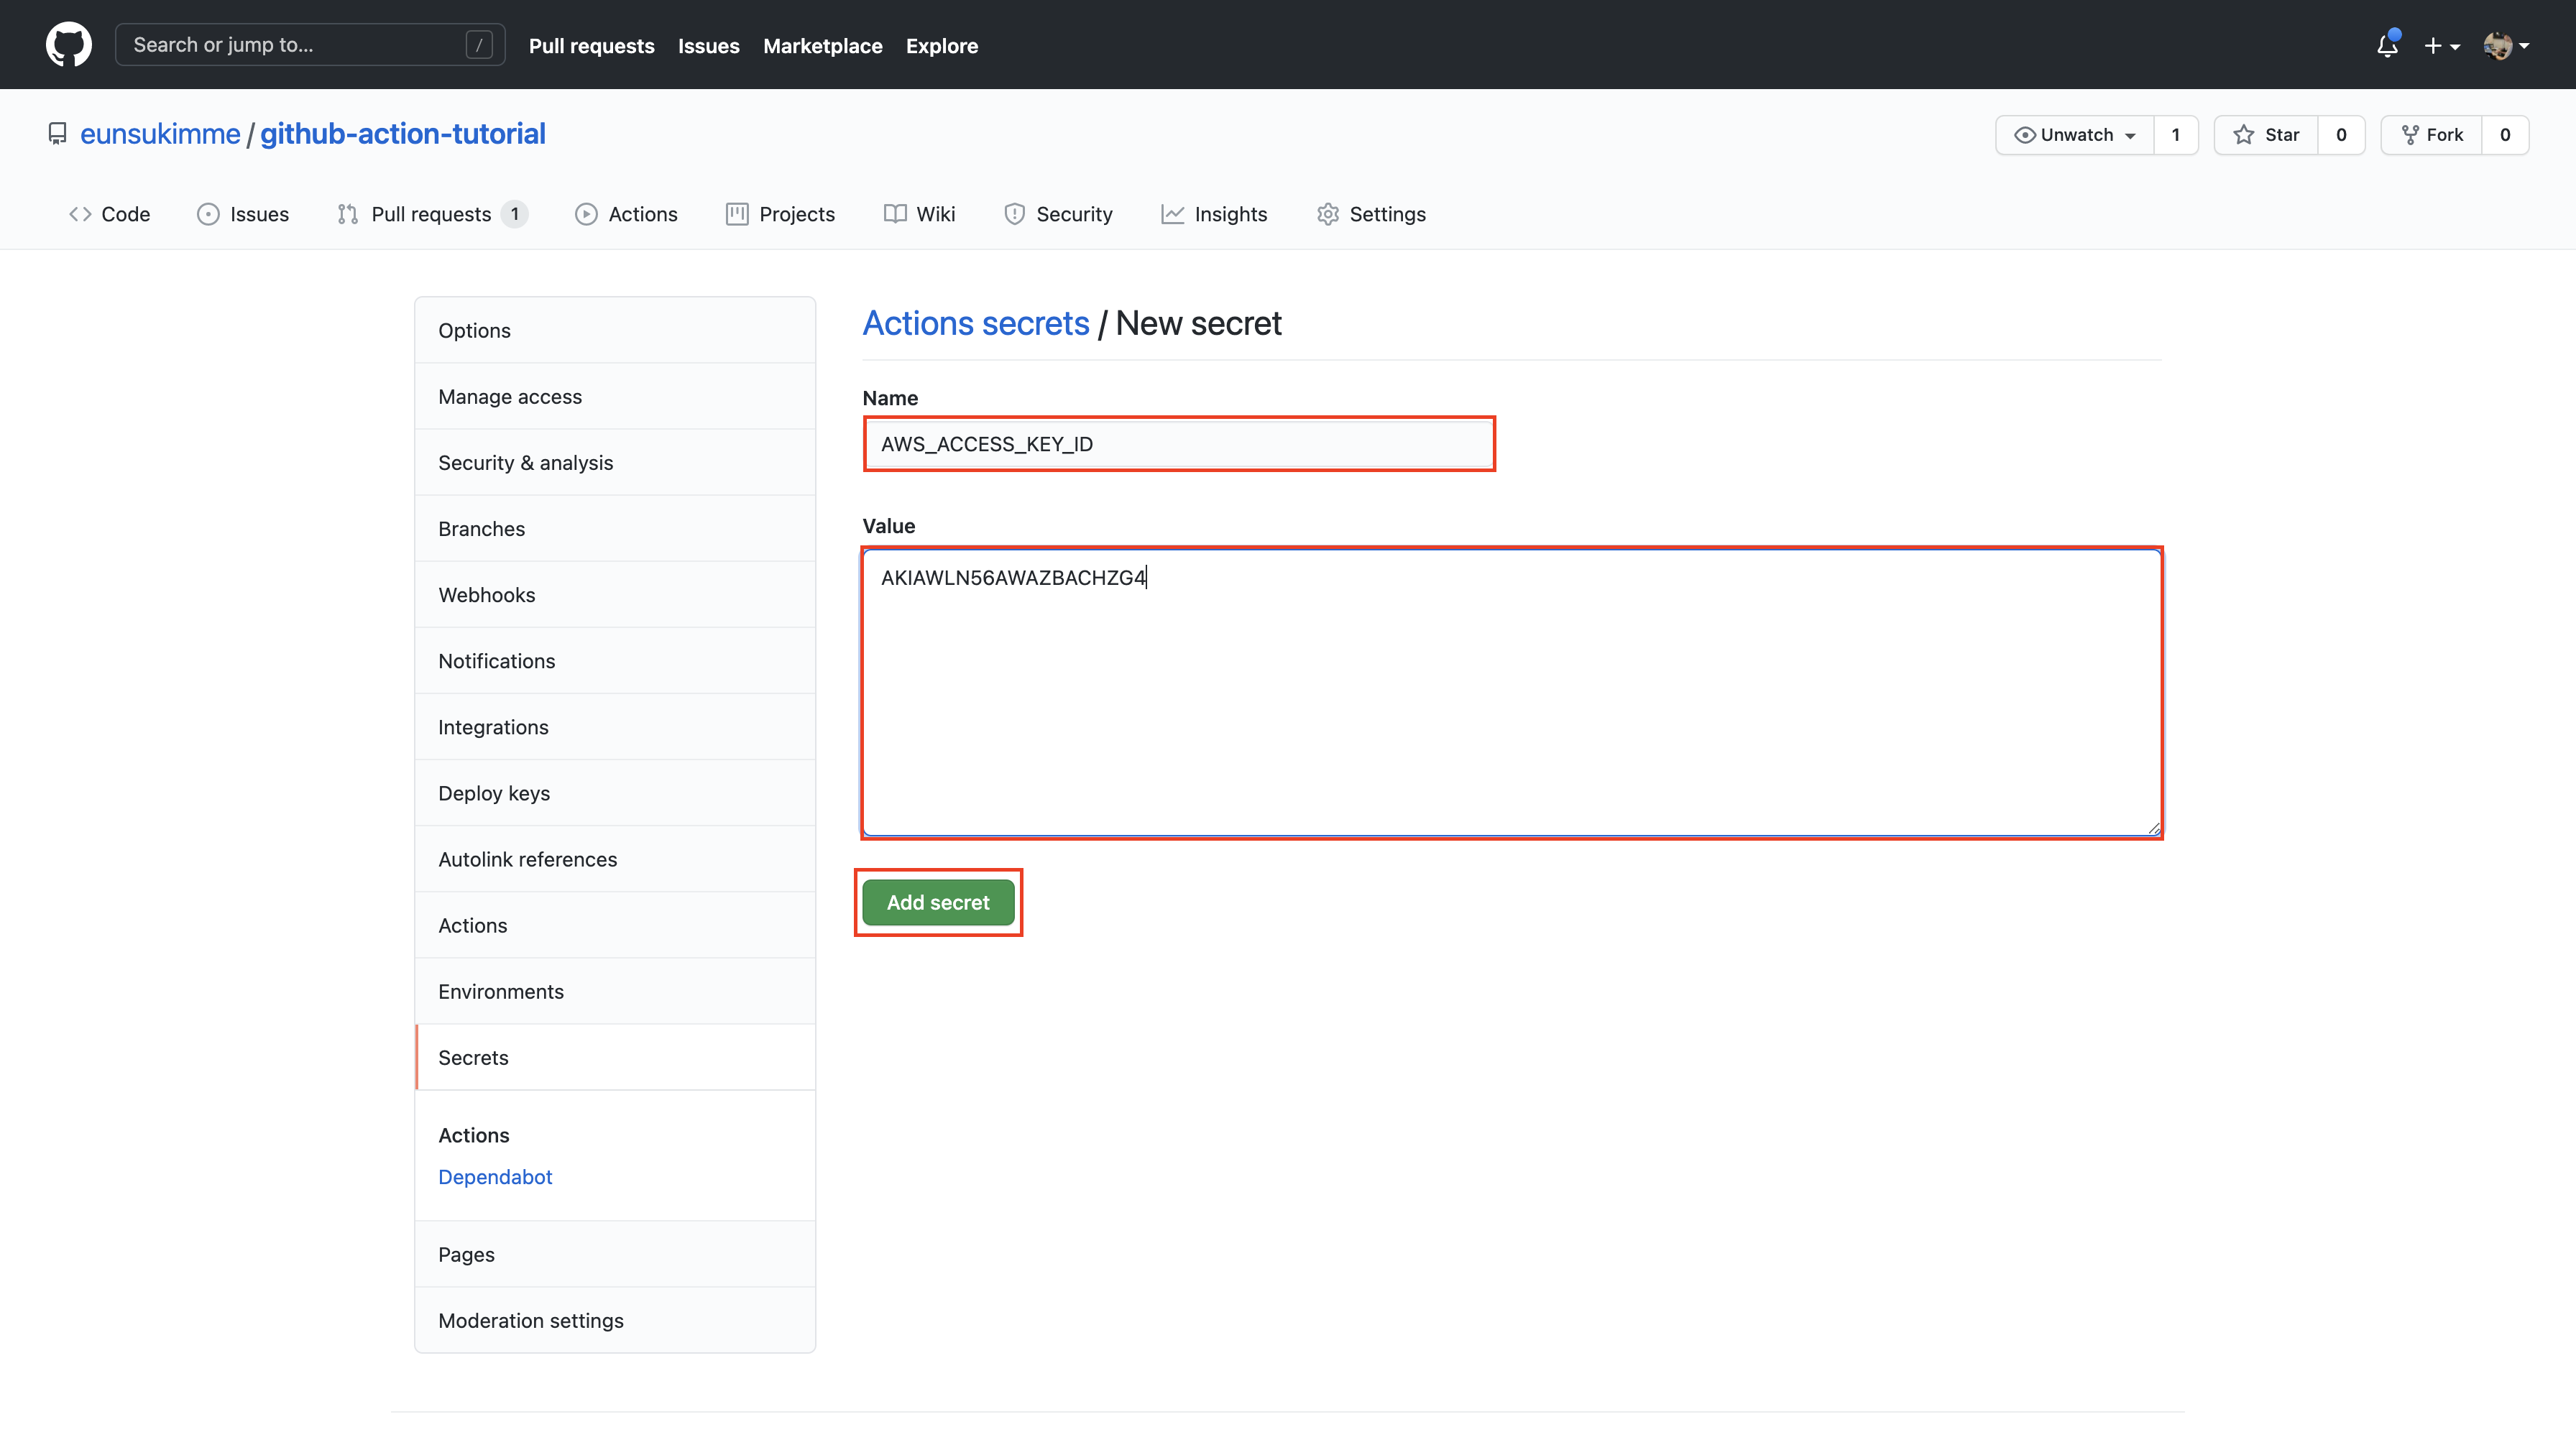 Search or jump to... /
Pull requests Issues Marketplace Explore
eunsukimme / github-action-tutorial
Unwatch 1 Star 0 Fork 0
Code Issues Pull requests 1 Actions Projects Wiki Security Insights Settings
Options
Manage access
Security & analysis
Branches
Webhooks
Notifications
Integrations
Deploy keys
Autolink references
Actions
Environments
Secrets
Actions
Dependabot
Pages
Moderation settings
Actions secrets / New secret
Name
AWS_ACCESS_KEY_ID
Value
AKIAWLN56AWAZBACHZG4
Add secret